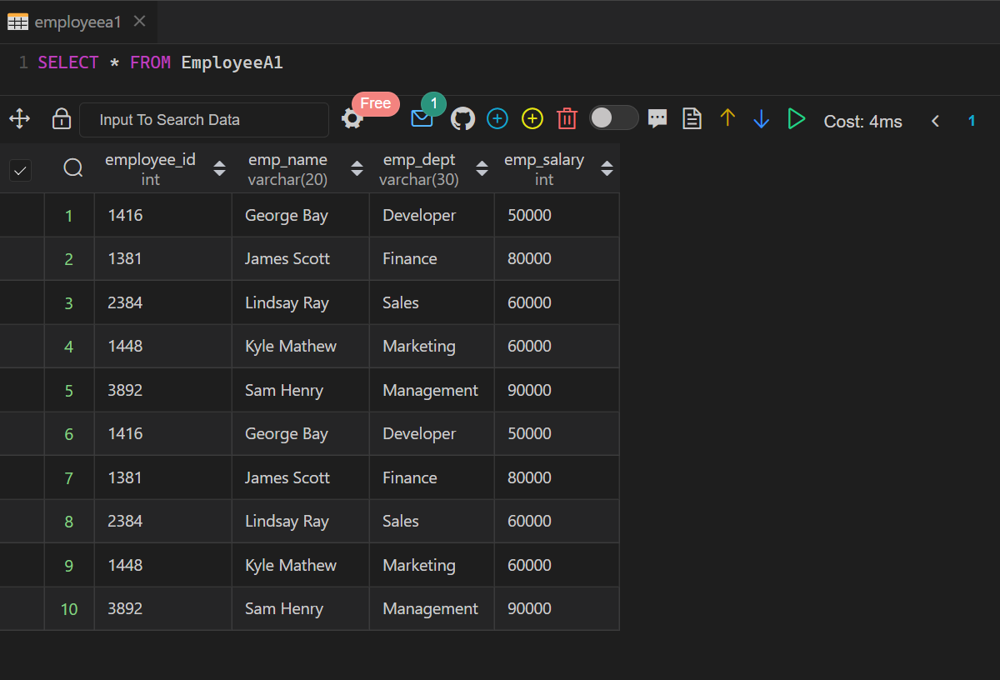 employeea1
1 SELECT * FROM EmployeeA1
Input To Search Data Free 1 Cost: 4ms 1
employee_id emp_name emp_dept emp_salary
int varchar(20) varchar(30) int
1 1416 George Bay Developer 50000
2 1381 James Scott Finance 80000
3 2384 Lindsay Ray Sales 60000
4 1448 Kyle Mathew Marketing 60000
5 3892 Sam Henry Management 90000
6 1416 George Bay Developer 50000
7 1381 James Scott Finance 80000
8 2384 Lindsay Ray Sales 60000
9 1448 Kyle Mathew Marketing 60000
10 3892 Sam Henry Management 90000